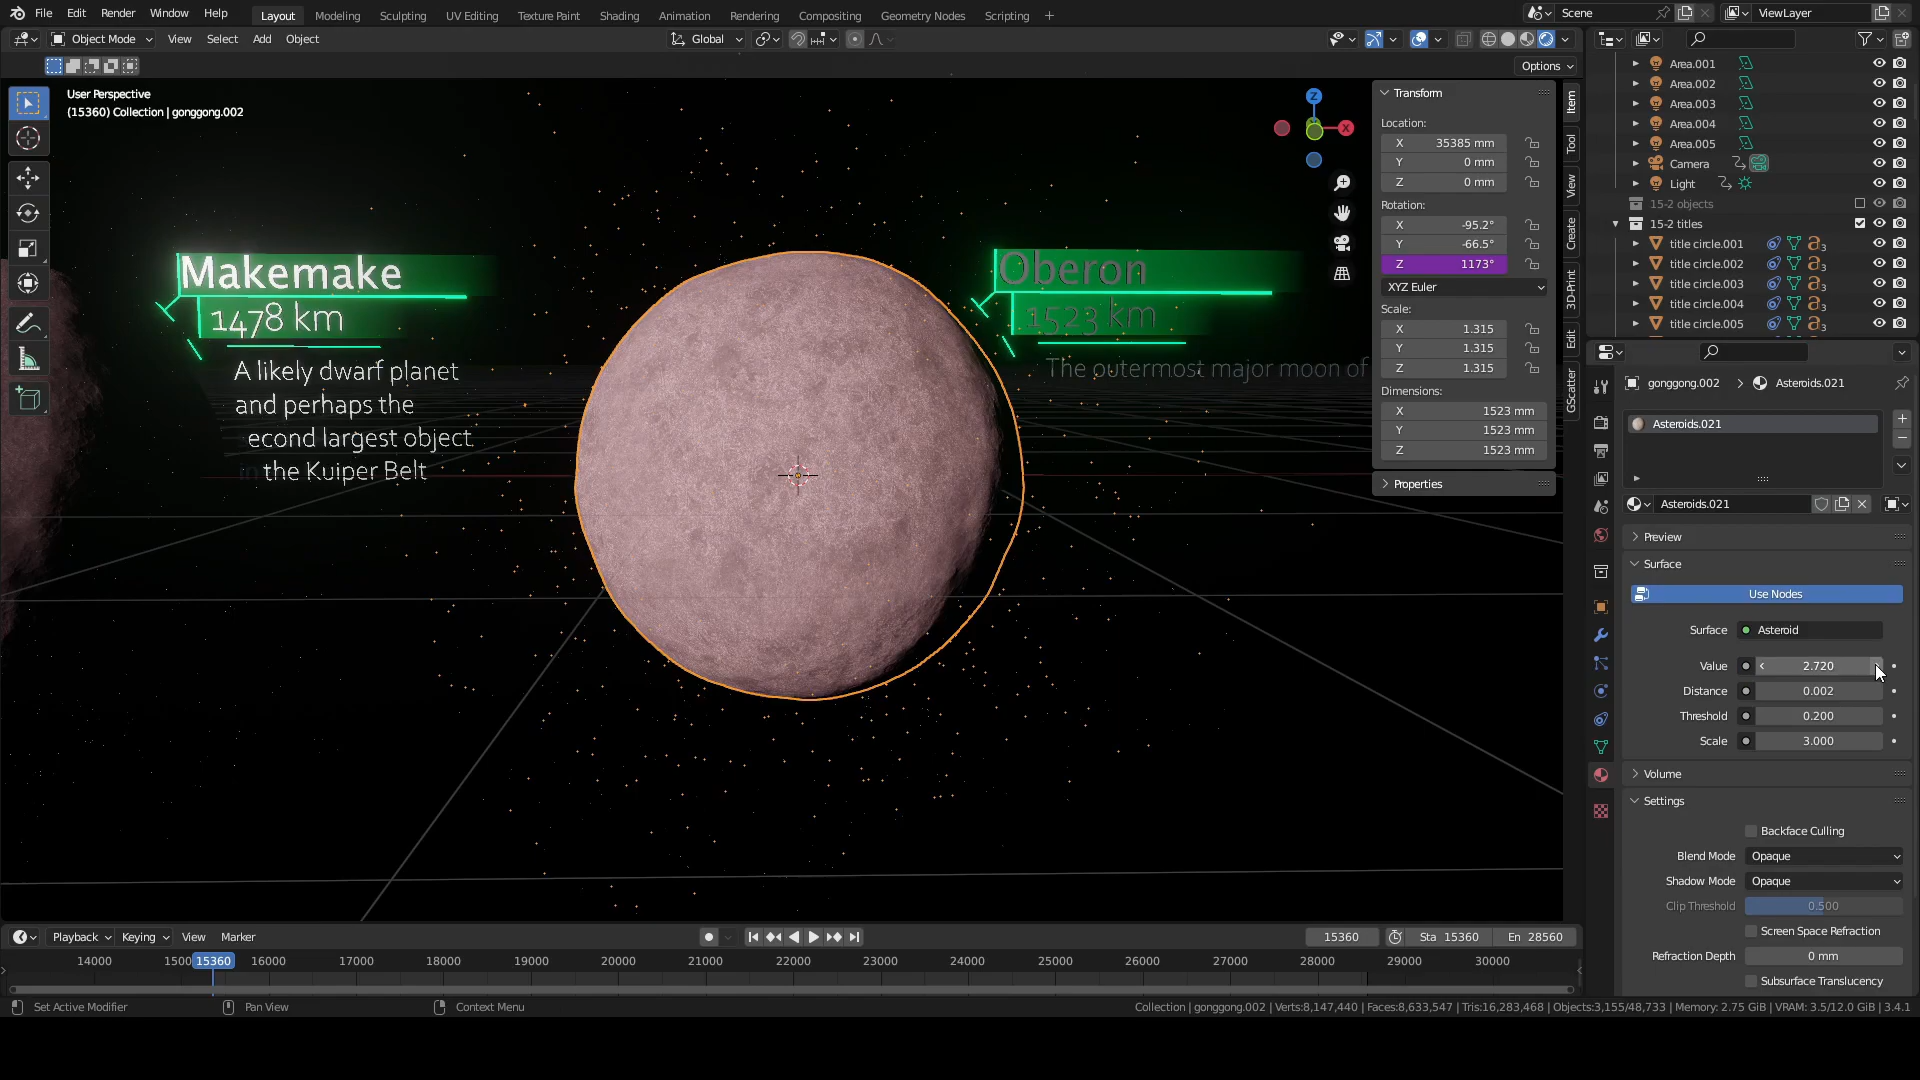 File Edit Render Window Help Layout Modeling Sculpting UV Editing Texture Paint Shading Animation Rendering Compositing Geometry Nodes Scripting + Scene ViewLayer
Object Mode View Select Add Object Global
Options
User Perspective
(15360) Collection | gonggong.002
Makemake
1478 km
A likely dwarf planet
and perhaps the
econd largest object
in the Kuiper Belt
Oberon
1523 km
The outermost major moon of
Z
X
Transform
Location:
X 35385 mm
Y 0 mm
Z 0 mm
Rotation:
X -95.2°
Y -66.5°
Z 1173°
XYZ Euler
Scale:
X 1.315
Y 1.315
Z 1.315
Dimensions:
X 1523 mm
Y 1523 mm
Z 1523 mm
Properties
Item
Tool
View
Create
3D-Print
Edit
GScatter
Area.001
Area.002
Area.003
Area.004
Area.005
Camera
Light
15-2 objects
15-2 titles
title circle.001 3
title circle.002 3
title circle.003 3
title circle.004 3
title circle.005 3
gonggong.002 > Asteroids.021
Asteroids.021
Asteroids.021
Preview
Surface
Use Nodes
Surface Asteroid
Value 2.720
Distance 0.002
Threshold 0.200
Scale 3.000
Volume
Settings
Backface Culling
Blend Mode Opaque
Shadow Mode Opaque
Clip Threshold 0.500
Screen Space Refraction
Refraction Depth 0 mm
Subsurface Translucency
Playback Keying View Marker 15360 Sta 15360 En 28560
14000 1500 15360 16000 17000 18000 19000 20000 21000 22000 23000 24000 25000 26000 27000 28000 29000 30000
Set Active Modifier Pan View Context Menu Collection | gonggong.002 | Verts:8,147,440 | Faces:8,633,547 | Tris:16,283,468 | Objects:3,155/48,733 | Memory: 2.75 GiB | VRAM: 3.5/12.0 GiB | 3.4.1